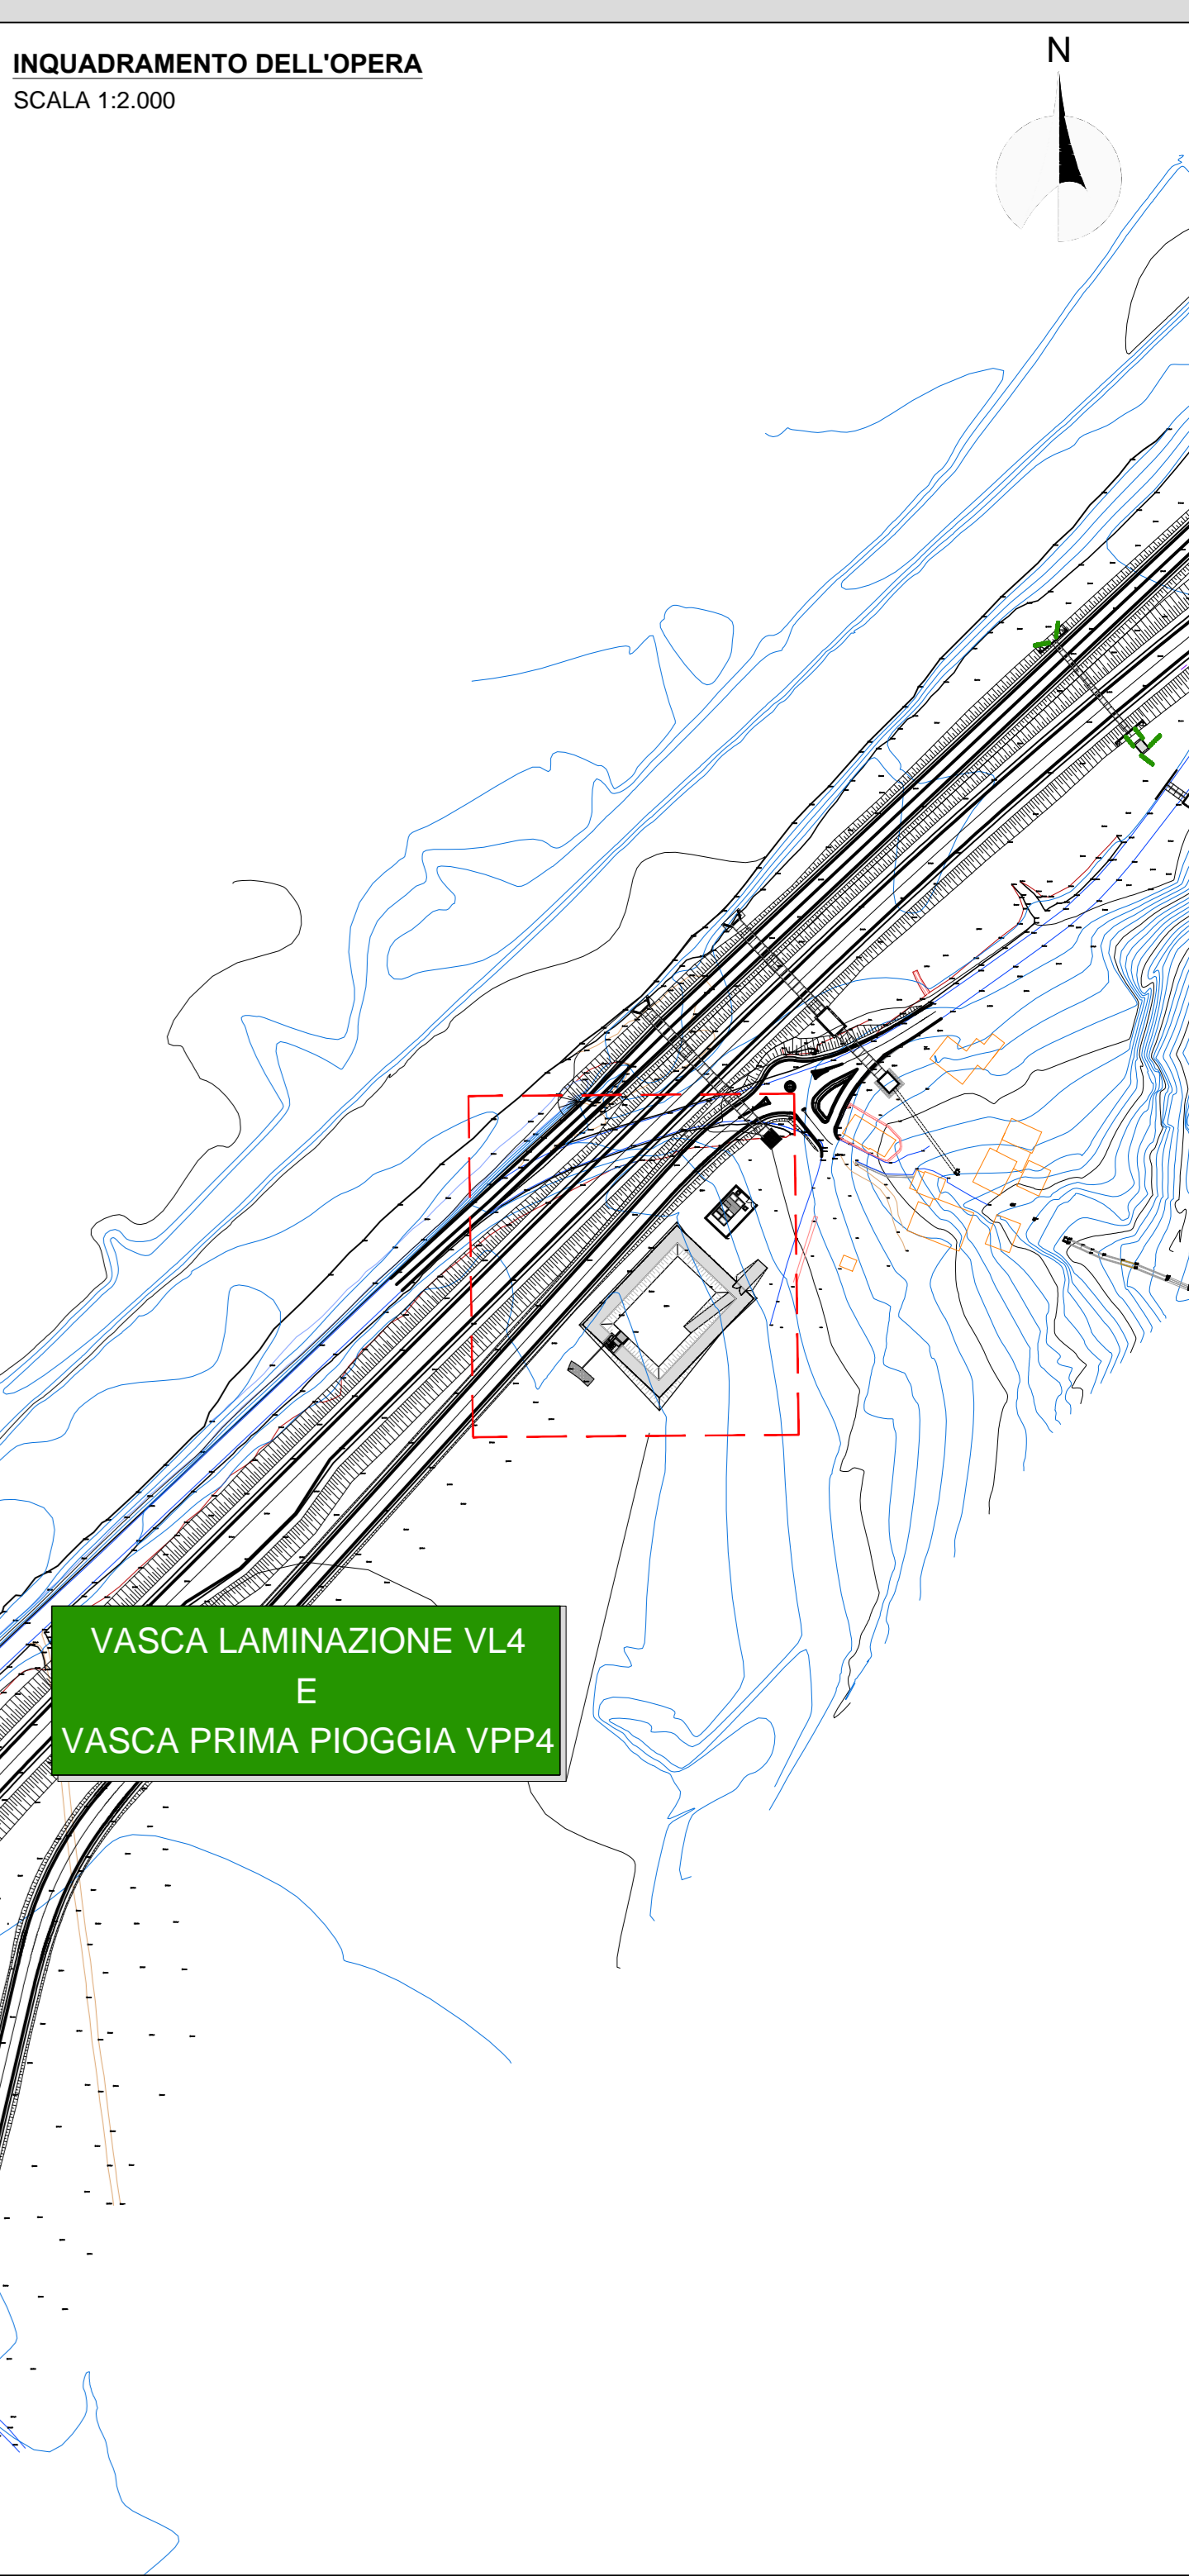 INQUADRAMENTO DELL'OPERA
SCALA 1:2.000
N
VASCA LAMINAZIONE VL4
E
VASCA PRIMA PIOGGIA VPP4